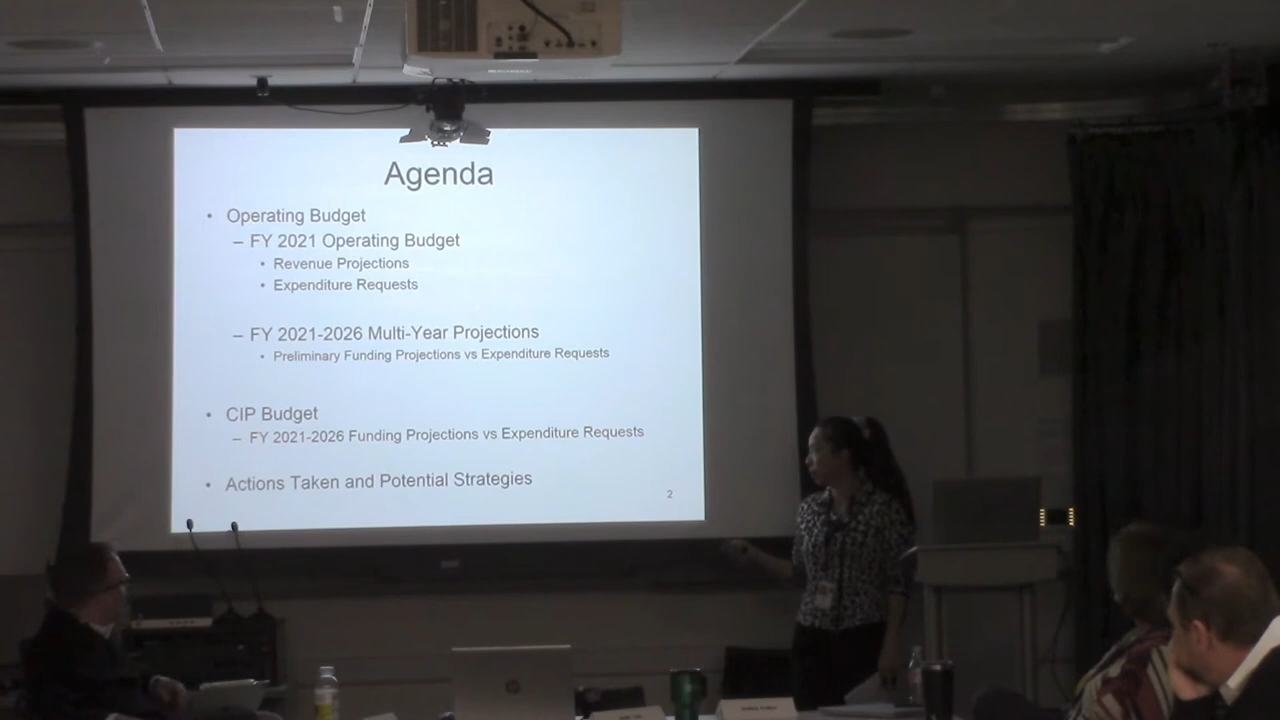 Agenda
• Operating Budget
– FY 2021 Operating Budget
• Revenue Projections
• Expenditure Requests
– FY 2021-2026 Multi-Year Projections
• Preliminary Funding Projections vs Expenditure Requests
• CIP Budget
– FY 2021-2026 Funding Projections vs Expenditure Requests
• Actions Taken and Potential Strategies
2
hp